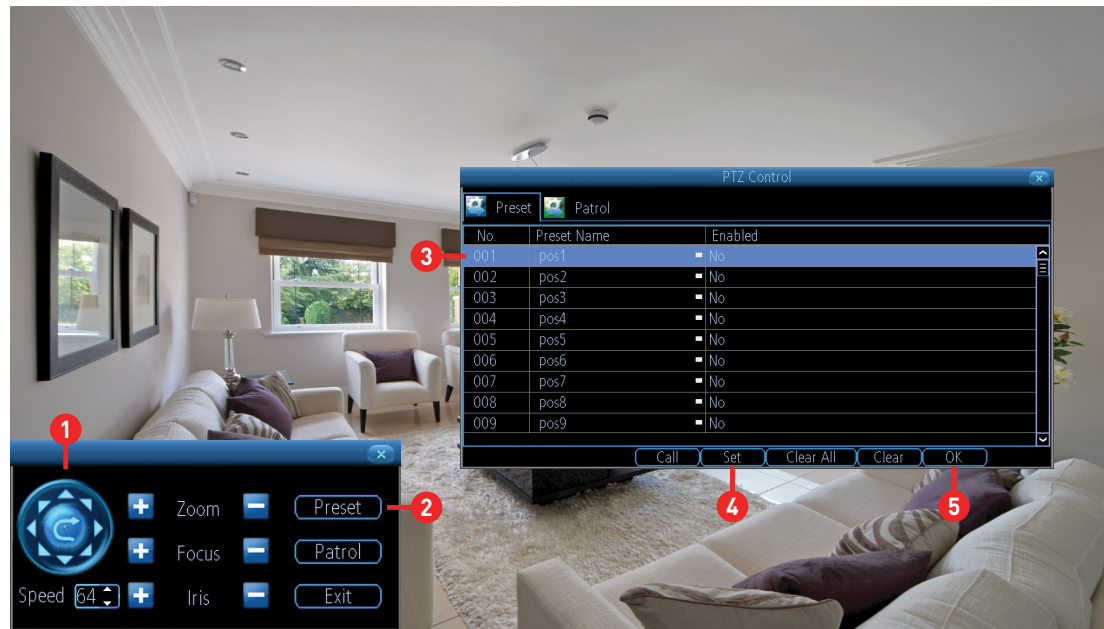 PTZ Control
Preset Patrol
No. Preset Name Enabled
3
001 pos1 No
002 pos2 No
003 pos3 No
004 pos4 No
005 pos5 No
006 pos6 No
007 pos7 No
008 pos8 No
009 pos9 No
Call Set Clear All Clear OK
4 5
1
Zoom Preset
2
Focus Patrol
Speed 64 Iris Exit